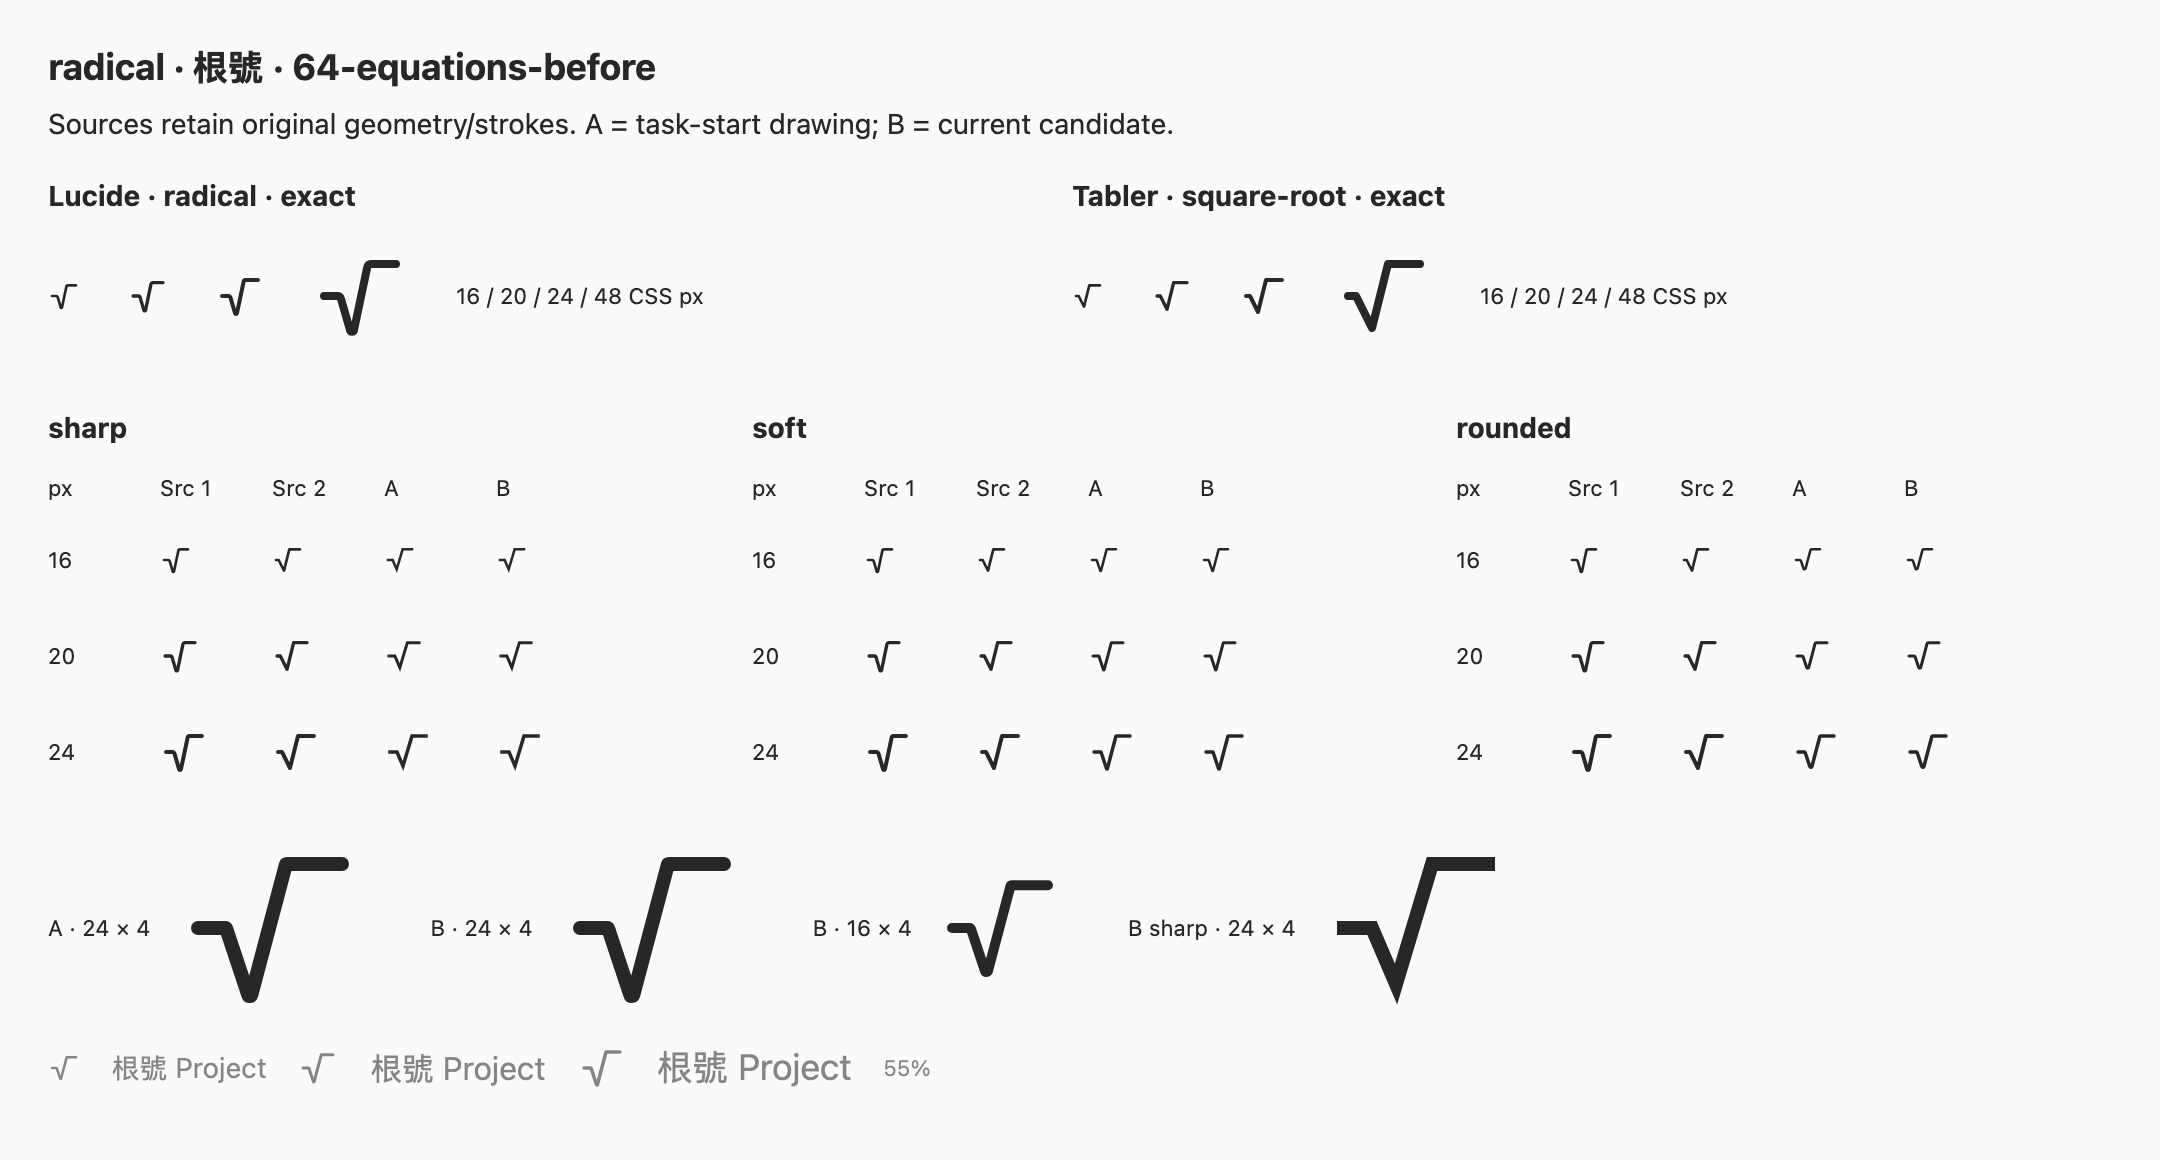 radical · 根號 · 64-equations-before
Sources retain original geometry/strokes. A = task-start drawing; B = current candidate.
Lucide · radical · exact
16 / 20 / 24 / 48 CSS px
Tabler · square-root · exact
16 / 20 / 24 / 48 CSS px
sharp
px Src 1 Src 2 A B
16
20
24
soft
px Src 1 Src 2 A B
16
20
24
rounded
px Src 1 Src 2 A B
16
20
24
A · 24 × 4
B · 24 × 4
B · 16 × 4
B sharp · 24 × 4
根號 Project 根號 Project 根號 Project 55%